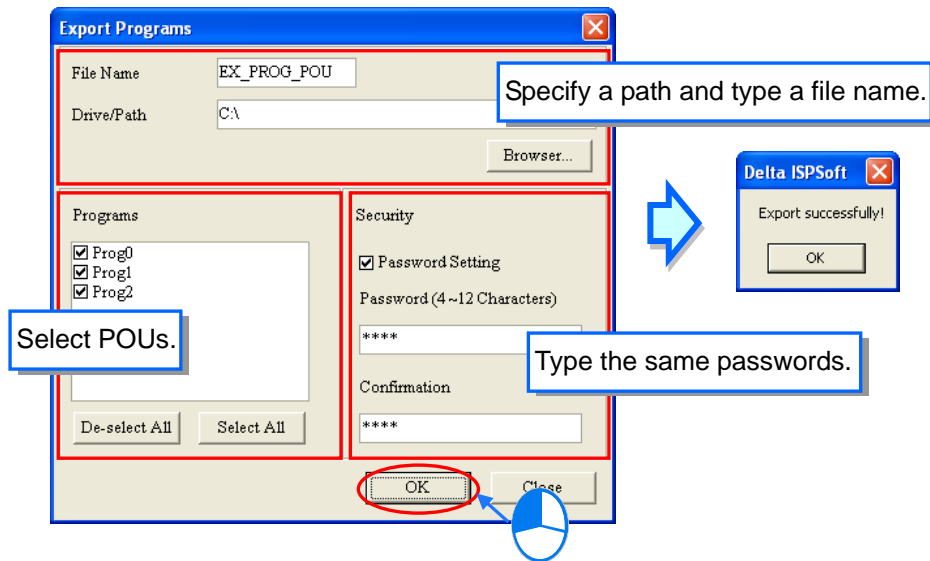 Export Programs
File Name
EX_PROG_POU
Specify a path and type a file name.
Drive/Path
C:\
Browser...
Delta ISPSoft
Export successfully!
OK
Programs
Prog0
Prog1
Prog2
Select POUs.
De-select All
Select All
Security
Password Setting
Password (4~12 Characters)
****
Type the same passwords.
Confirmation
****
OK
Close